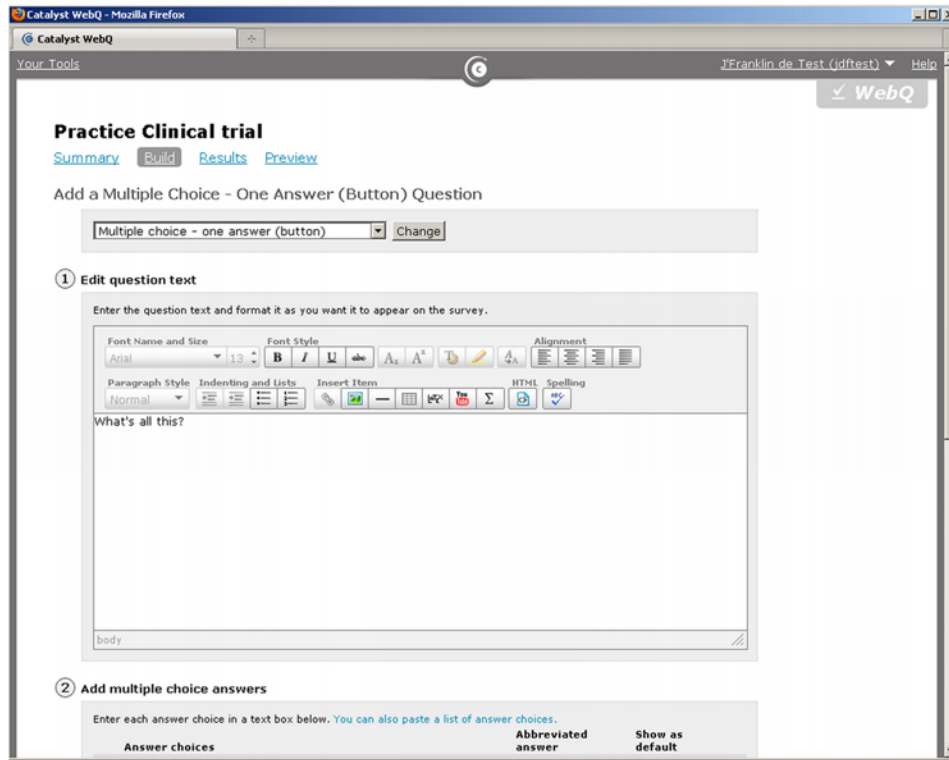 Catalyst WebQ - Mozilla Firefox
Catalyst WebQ
Your Tools
J'Franklin de Test (jdftest) Help
WebQ
Practice Clinical trial
Summary Build Results Preview
Add a Multiple Choice - One Answer (Button) Question
Multiple choice - one answer (button) Change
1 Edit question text
Enter the question text and format it as you want it to appear on the survey.
Font Name and Size Font Style Alignment
Arial 13 B I U abc
Paragraph Style Indenting and Lists Insert Item HTML Spelling
Normal You Tube Σ ABC
What's all this?
body
2 Add multiple choice answers
Enter each answer choice in a text box below. You can also paste a list of answer choices.
Answer choices Abbreviated answer Show as default